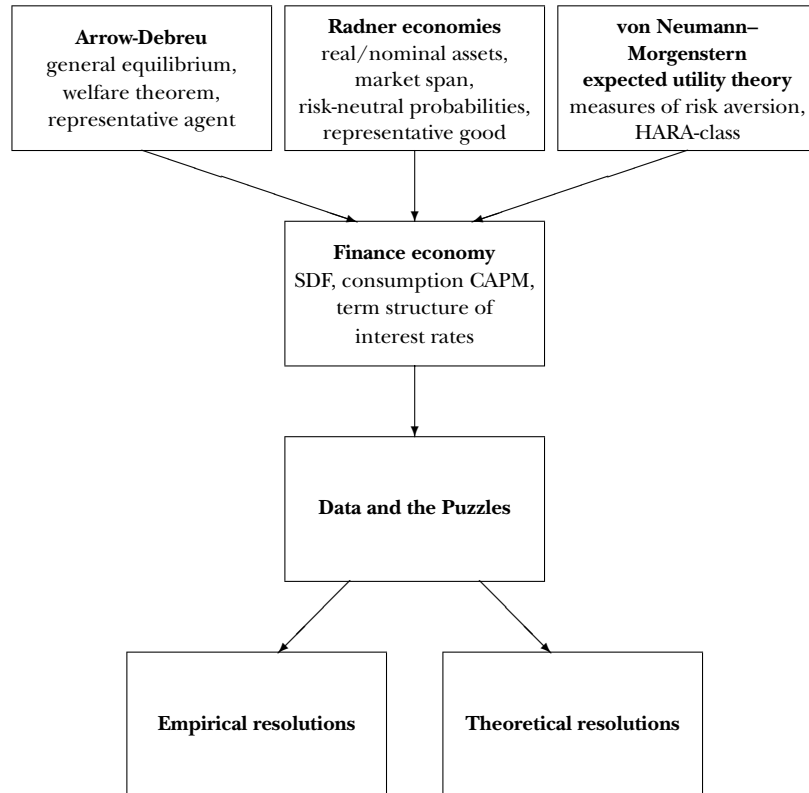 Arrow-Debreu
general equilibrium,
welfare theorem,
representative agent
Radner economies
real/nominal assets,
market span,
risk-neutral probabilities,
representative good
von Neumann–
Morgenstern
expected utility theory
measures of risk aversion,
HARA-class
Finance economy
SDF, consumption CAPM,
term structure of
interest rates
Data and the Puzzles
Empirical resolutions
Theoretical resolutions